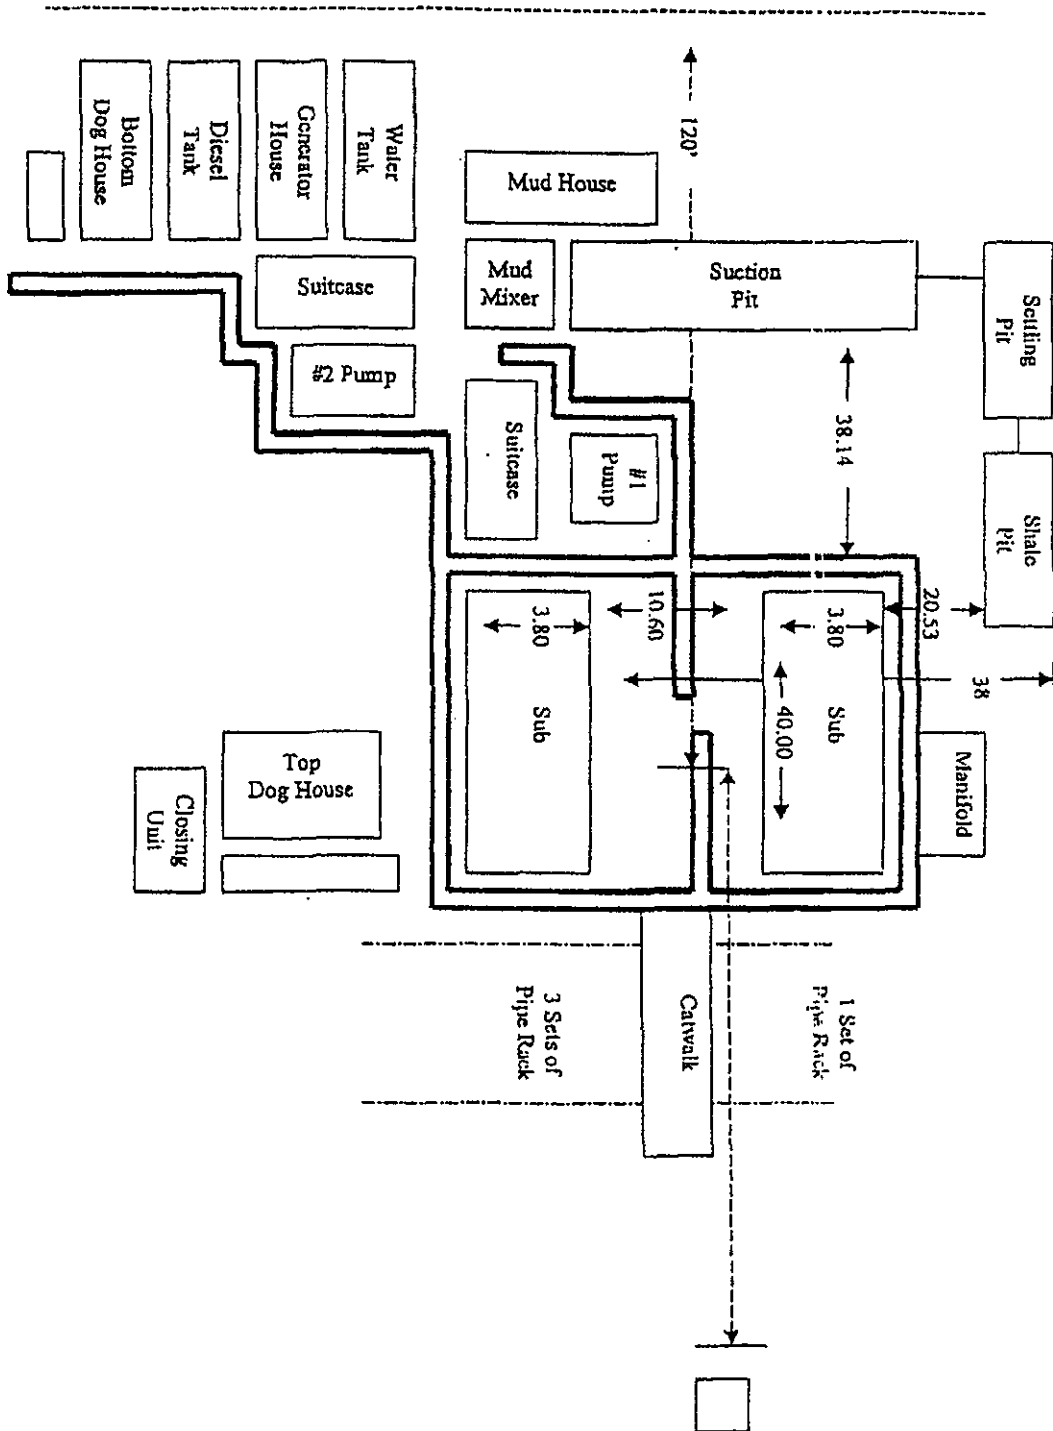 Bottom
Dog House
Diesel
Tank
Generator
House
Water
Tank
120'
Mud House
Suitcase
Mud
Mixer
Suction
Pit
Settling
Pit
#2 Pump
Suitcase
#1
Pump
38.14
Shale
Pit
20.53
10.60
3.80
3.80
38
Sub
40.00
Sub
Manifold
Top
Dog House
Closing
Unit
3 Sets of
Pipe Rack
Catwalk
1 Set of
Pipe Rack